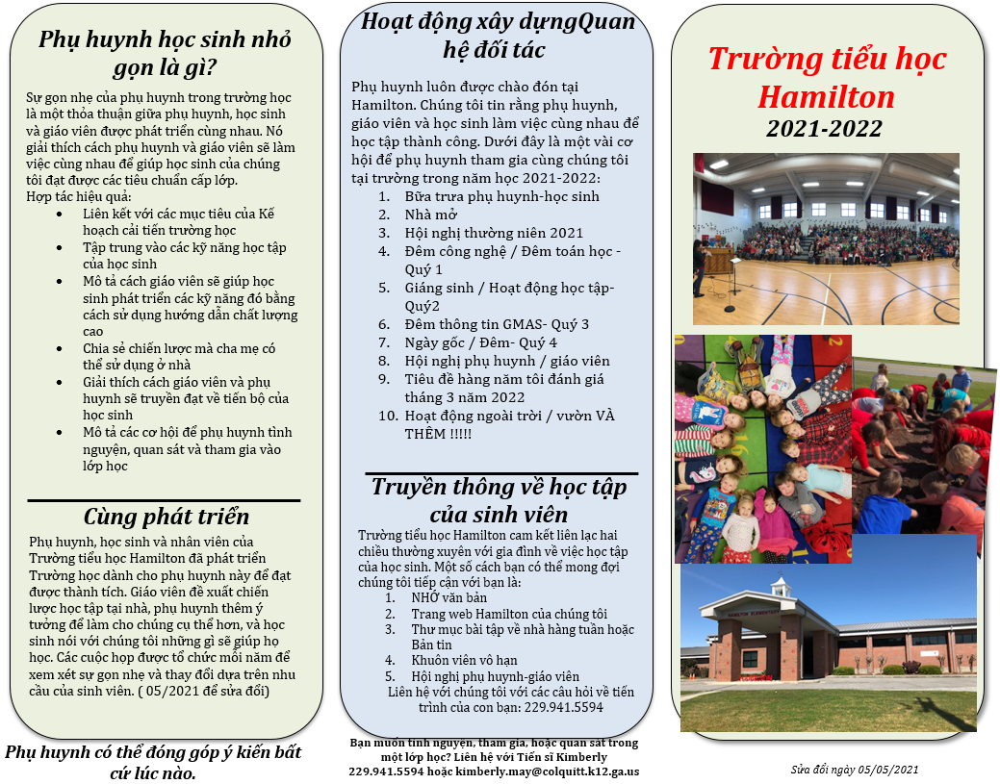 Phụ huynh học sinh nhỏ
gọn là gì?
Sự gọn nhẹ của phụ huynh trong trường học
là một thỏa thuận giữa phụ huynh, học sinh
và giáo viên được phát triển cùng nhau. Nó
giải thích cách phụ huynh và giáo viên sẽ làm
việc cùng nhau để giúp học sinh của chúng
tôi đạt được các tiêu chuẩn cấp lớp.
Hợp tác hiệu quả:
• Liên kết với các mục tiêu của Kế
hoạch cải tiến trường học
• Tập trung vào các kỹ năng học tập
của học sinh
• Mô tả cách giáo viên sẽ giúp học
sinh phát triển các kỹ năng đó bằng
cách sử dụng hướng dẫn chất lượng
cao
• Chia sẻ chiến lược mà cha mẹ có
thể sử dụng ở nhà
• Giải thích cách giáo viên và phụ
huynh sẽ truyền đạt về tiến bộ của
học sinh
• Mô tả các cơ hội để phụ huynh tình
nguyện, quan sát và tham gia vào
lớp học
Cùng phát triển
Phụ huynh, học sinh và nhân viên của
Trường tiểu học Hamilton đã phát triển
Trường học dành cho phụ huynh này để đạt
được thành tích. Giáo viên đề xuất chiến
lược học tập tại nhà, phụ huynh thêm ý
tưởng để làm cho chúng cụ thể hơn, và học
sinh nói với chúng tôi những gì sẽ giúp họ
học. Các cuộc họp được tổ chức mỗi năm để
xem xét sự gọn nhẹ và thay đổi dựa trên nhu
cầu của sinh viên. ( 05/2021 để sửa đổi)
Phụ huynh có thể đóng góp ý kiến bất
cứ lúc nào.
Hoạt động xây dựngQuan
hệ đối tác
Phụ huynh luôn được chào đón tại
Hamilton. Chúng tôi tin rằng phụ huynh,
giáo viên và học sinh làm việc cùng nhau để
học tập thành công. Dưới đây là một vài cơ
hội để phụ huynh tham gia cùng chúng tôi
tại trường trong năm học 2021-2022:
1. Bữa trưa phụ huynh-học sinh
2. Nhà mở
3. Hội nghị thường niên 2021
4. Đêm công nghệ / Đêm toán học -
Quý 1
5. Giáng sinh / Hoạt động học tập-
Quý2
6. Đêm thông tin GMAS- Quý 3
7. Ngày gốc / Đêm- Quý 4
8. Hội nghị phụ huynh / giáo viên
9. Tiêu đề hàng năm tôi đánh giá
tháng 3 năm 2022
10. Hoạt động ngoài trời / vườn VÀ
THÊM !!!!!
Truyền thông về học tập
của sinh viên
Trường tiểu học Hamilton cam kết liên lạc hai
chiều thường xuyên với gia đình về việc học tập
của học sinh. Một số cách bạn có thể mong đợi
chúng tôi tiếp cận với bạn là:
1. NHỚ văn bản
2. Trang web Hamilton của chúng tôi
3. Thư mục bài tập về nhà hàng tuần hoặc
Bản tin
4. Khuôn viên vô hạn
5. Hội nghị phụ huynh-giáo viên
Liên hệ với chúng tôi với các câu hỏi về tiến
trình của con bạn: 229.941.5594
Bạn muốn tình nguyện, tham gia, hoặc quan sát trong
một lớp học? Liên hệ với Tiến sĩ Kimberly
229.941.5594 hoặc kimberly.may@colquitt.k12.ga.us
Trường tiểu học
Hamilton
2021-2022
HAMILTON ELEMENTARY
Sửa đổi ngày 05/05/2021